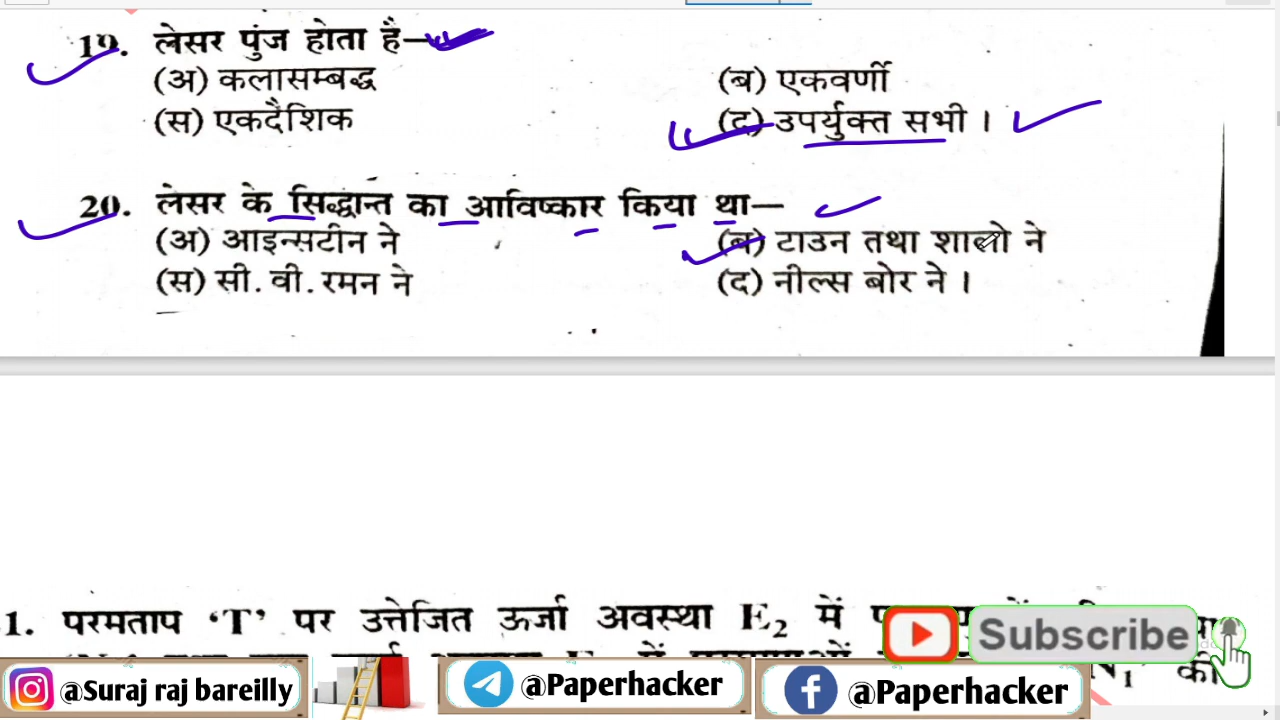 19. लेसर पुंज होता है—
(अ) कलासम्बद्ध (ब) एकवर्णी
(स) एकदैशिक (द) उपर्युक्त सभी ।
20. लेसर के सिद्धान्त का आविष्कार किया था—
(अ) आइन्सटीन ने (ब) टाउन तथा शालो ने
(स) सी. वी. रमन ने (द) नील्स बोर ने ।
1. परमताप ‘T’ पर उत्तेजित ऊर्जा अवस्था E₂ में
N₁ की
Subscribe
@Suraj raj bareilly @Paperhacker @Paperhacker